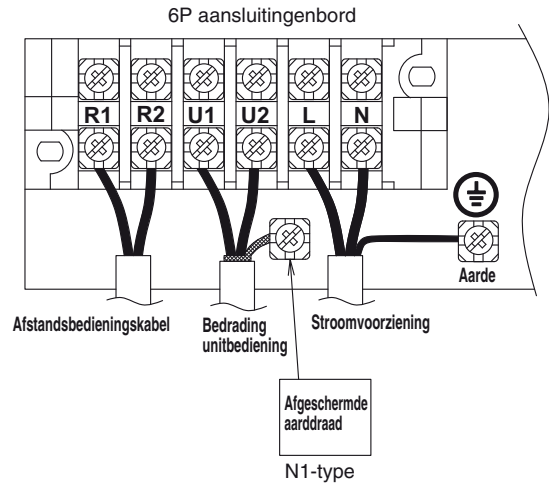 6P aansluitingenbord
R1 R2 U1 U2 L N
Aarde
Afstandsbedieningskabel
Bedrading
unitbediening
Stroomvoorziening
Afgeschermde
aarddraad
N1-type